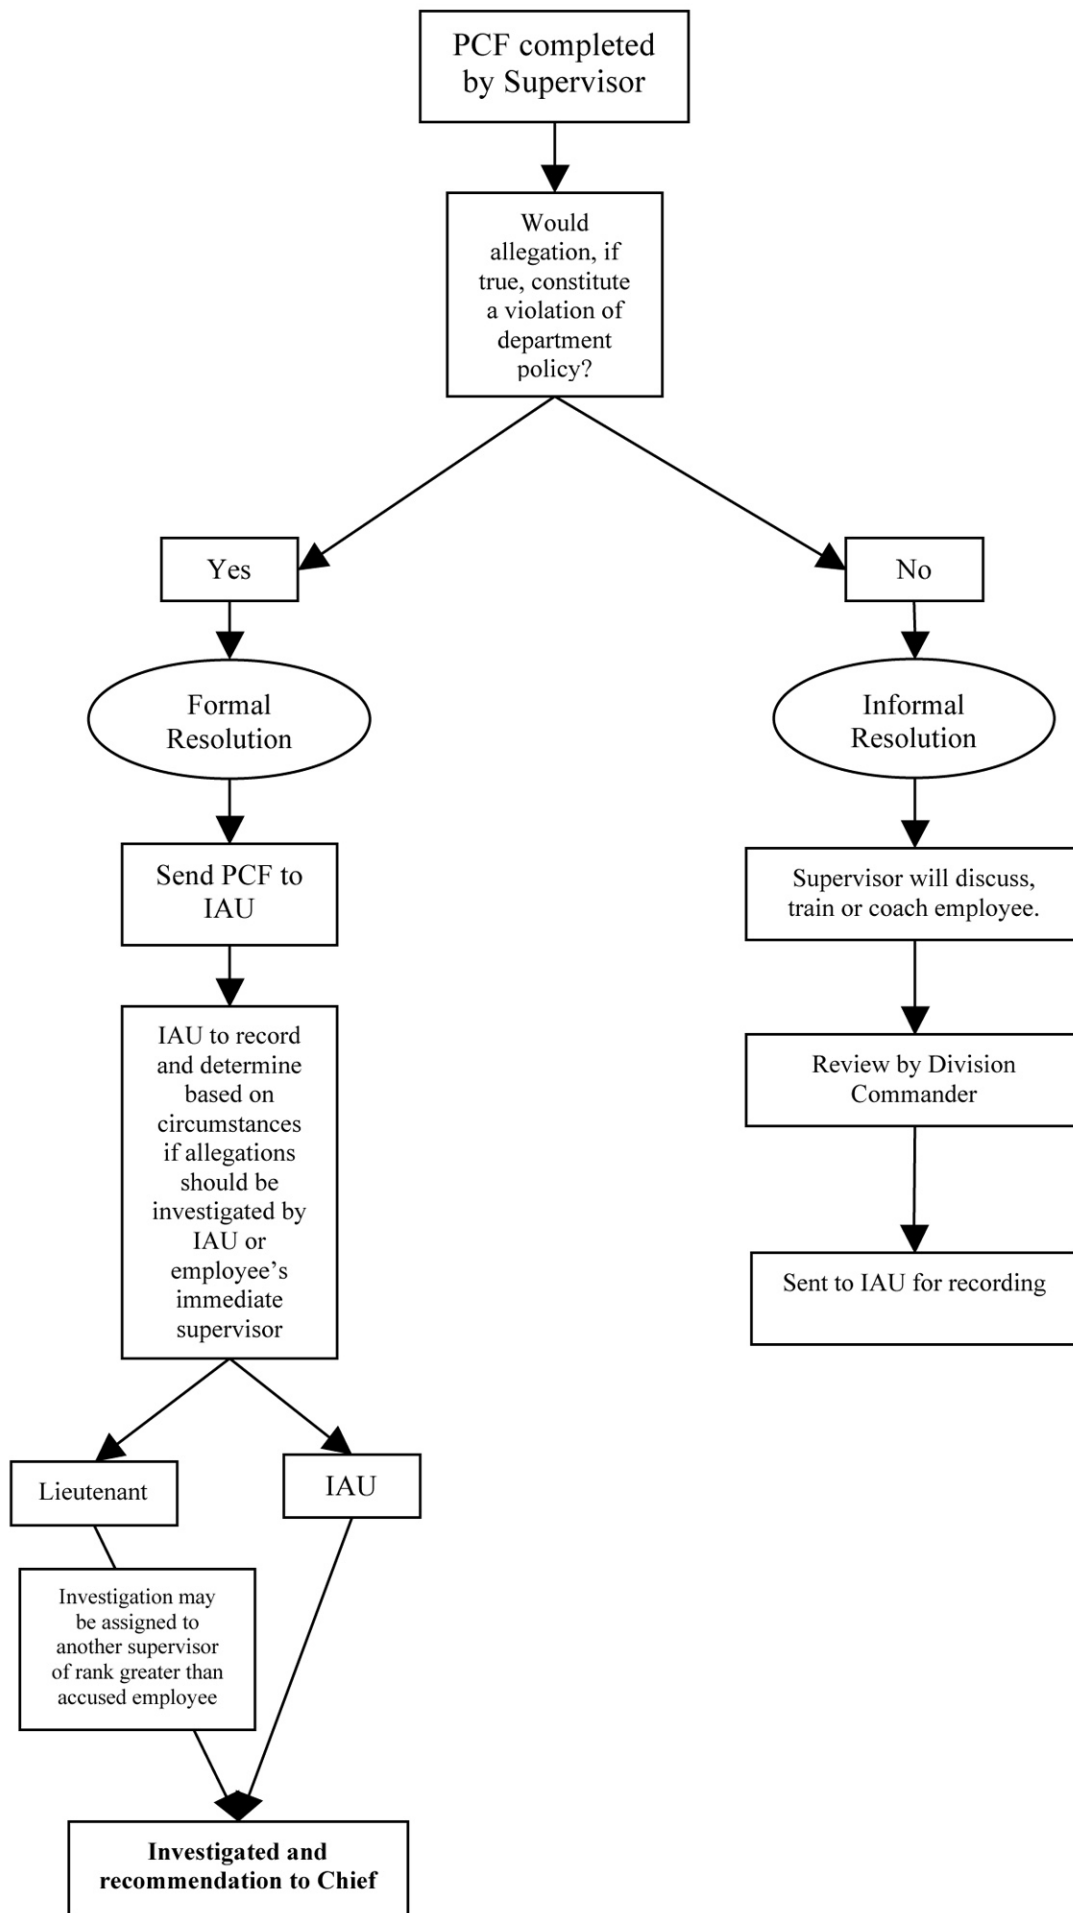 PCF completed
by Supervisor
Would
allegation, if
true, constitute
a violation of
department
policy?
Yes
No
Formal
Resolution
Informal
Resolution
Send PCF to
IAU
Supervisor will discuss,
train or coach employee.
IAU to record
and determine
based on
circumstances
if allegations
should be
investigated by
IAU or
employee’s
immediate
supervisor
Review by Division
Commander
Sent to IAU for recording
Lieutenant
IAU
Investigation may
be assigned to
another supervisor
of rank greater than
accused employee
Investigated and
recommendation to Chief